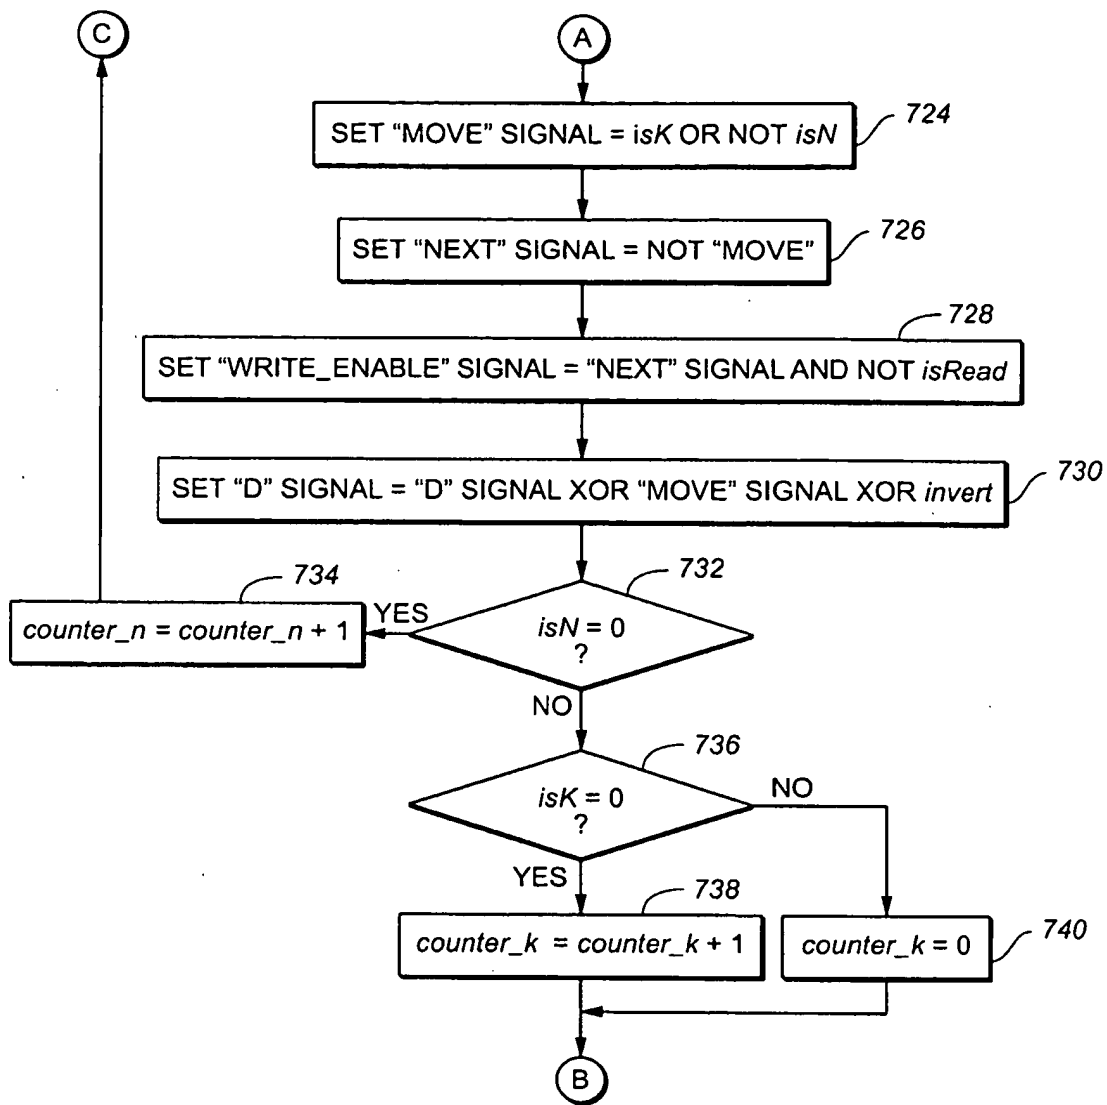 C
A
724
SET “MOVE” SIGNAL = isK OR NOT isN
726
SET “NEXT” SIGNAL = NOT “MOVE”
728
SET “WRITE_ENABLE” SIGNAL = “NEXT” SIGNAL AND NOT isRead
730
SET “D” SIGNAL = “D” SIGNAL XOR “MOVE” SIGNAL XOR invert
732
734
YES
isN = 0
?
counter_n = counter_n + 1
NO
736
isK = 0
?
NO
YES
738
counter_k = counter_k + 1
740
counter_k = 0
B